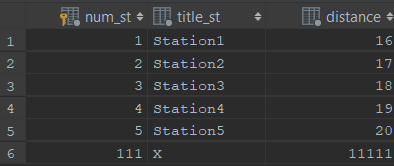 num_st title_st distance
1 1 Station1 16
2 2 Station2 17
3 3 Station3 18
4 4 Station4 19
5 5 Station5 20
6 111 X 11111